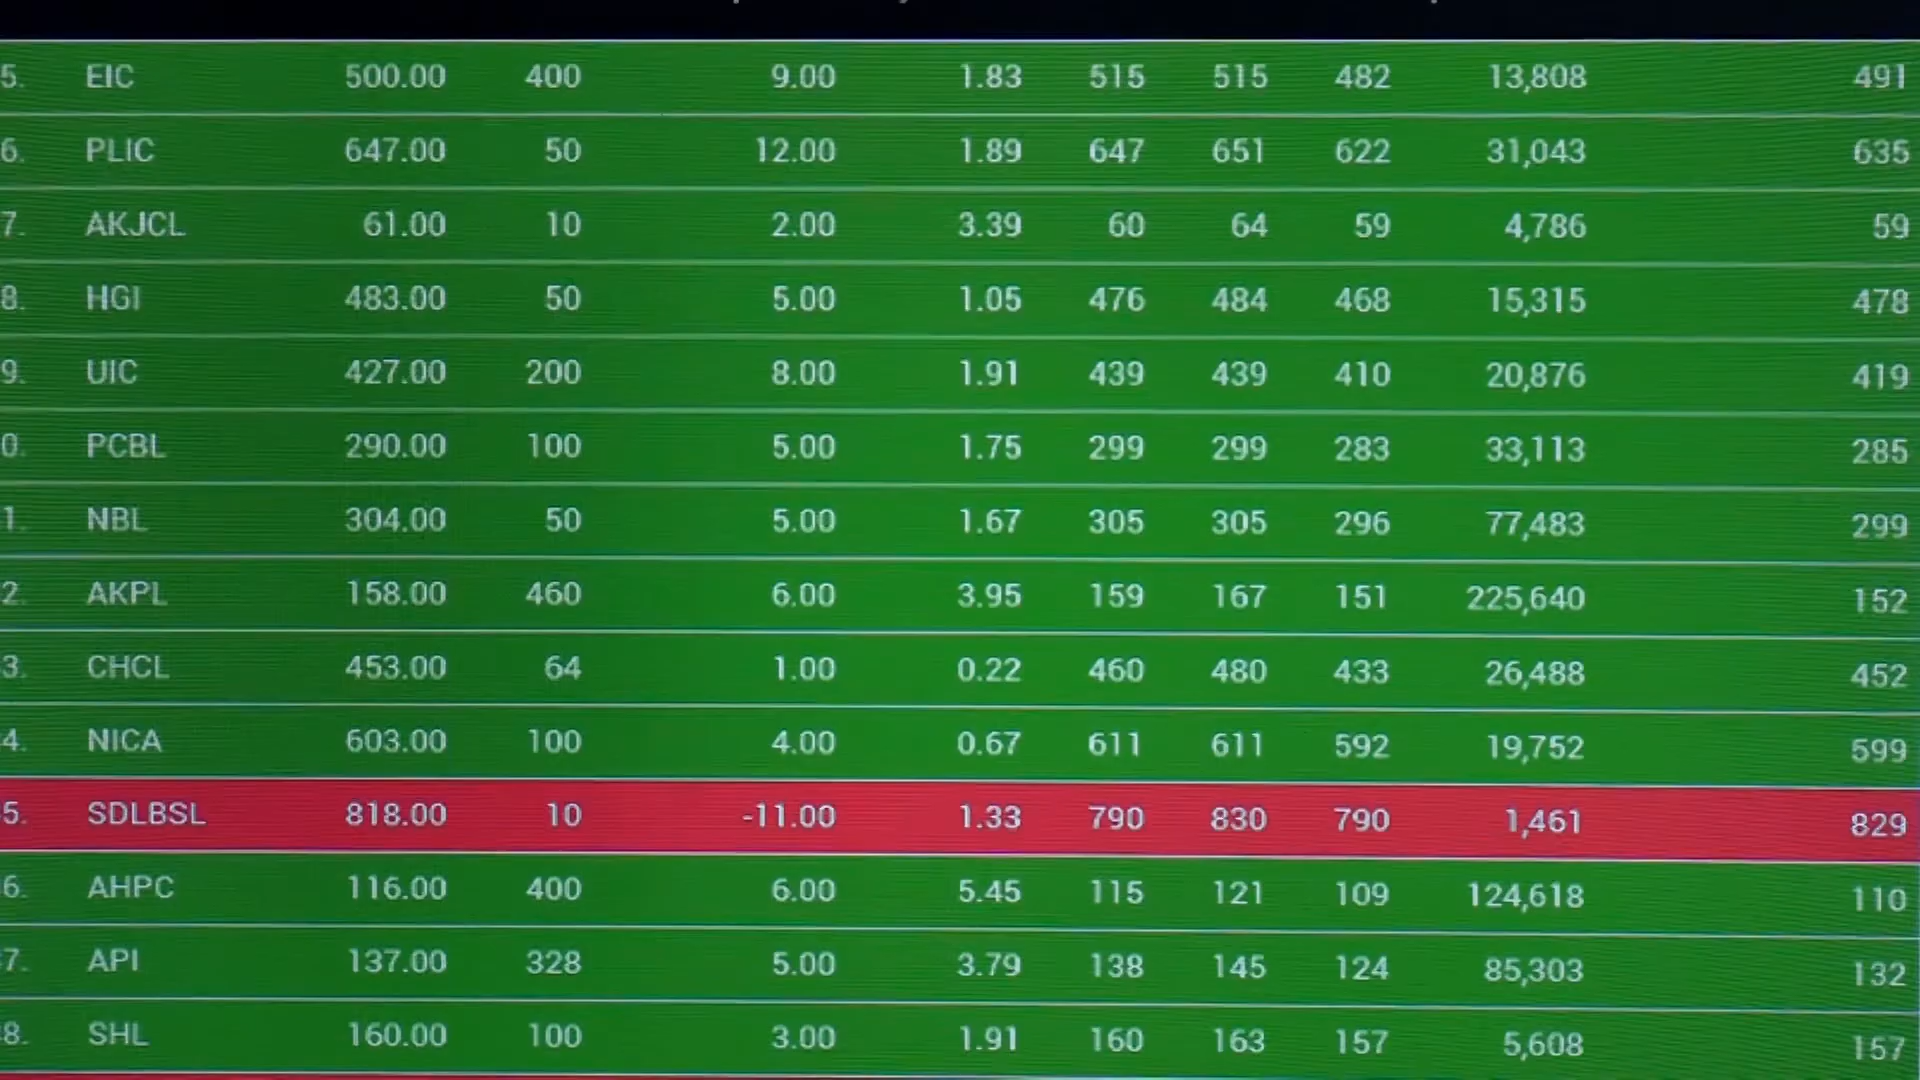 5. EIC 500.00 400 9.00 1.83 515 515 482 13,808 491
6. PLIC 647.00 50 12.00 1.89 647 651 622 31,043 635
7. AKJCL 61.00 10 2.00 3.39 60 64 59 4,786 59
8. HGI 483.00 50 5.00 1.05 476 484 468 15,315 478
9. UIC 427.00 200 8.00 1.91 439 439 410 20,876 419
0. PCBL 290.00 100 5.00 1.75 299 299 283 33,113 285
1. NBL 304.00 50 5.00 1.67 305 305 296 77,483 299
2. AKPL 158.00 460 6.00 3.95 159 167 151 225,640 152
3. CHCL 453.00 64 1.00 0.22 460 480 433 26,488 452
4. NICA 603.00 100 4.00 0.67 611 611 592 19,752 599
5. SDLBSL 818.00 10 -11.00 1.33 790 830 790 1,461 829
6. AHPC 116.00 400 6.00 5.45 115 121 109 124,618 110
7. API 137.00 328 5.00 3.79 138 145 124 85,303 132
8. SHL 160.00 100 3.00 1.91 160 163 157 5,608 157